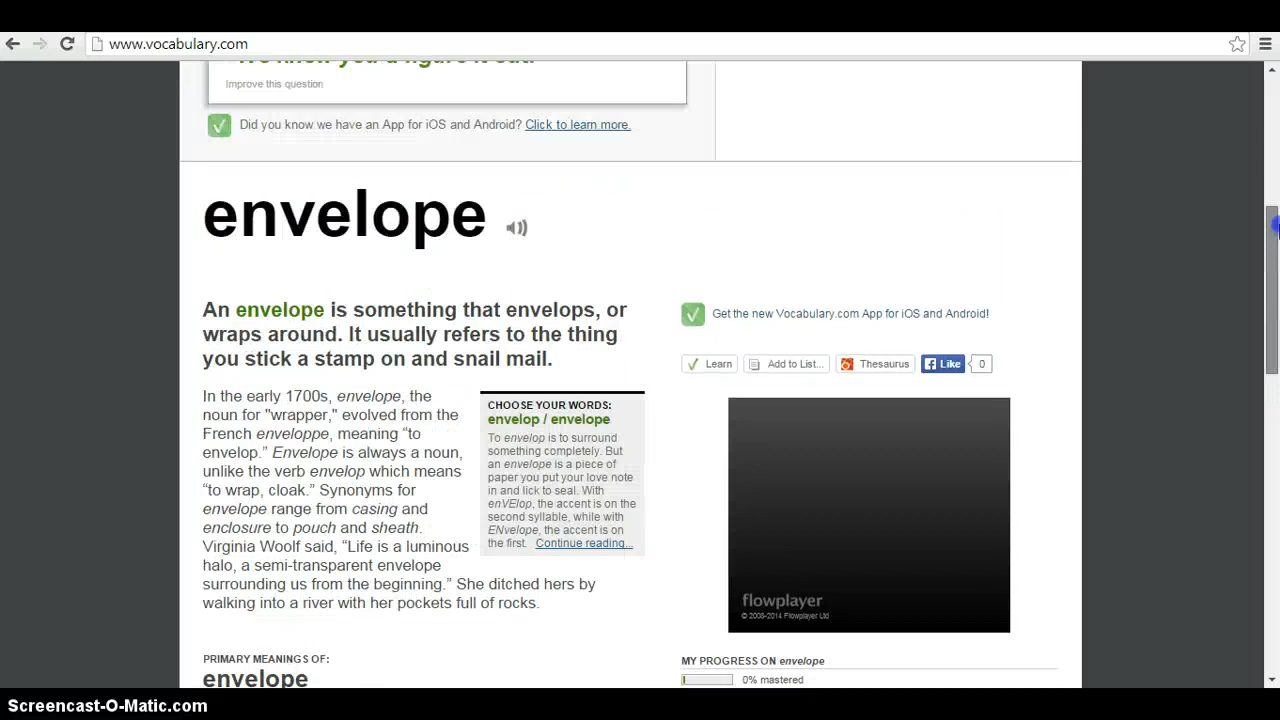 www.vocabulary.com
Improve this question
Did you know we have an App for iOS and Android? Click to learn more.
envelope
An envelope is something that envelops, or
wraps around. It usually refers to the thing
you stick a stamp on and snail mail.
In the early 1700s, envelope, the
noun for "wrapper," evolved from the
French enveloppe, meaning “to
envelop.” Envelope is always a noun,
unlike the verb envelop which means
“to wrap, cloak.” Synonyms for
envelope range from casing and
enclosure to pouch and sheath.
Virginia Woolf said, “Life is a luminous
halo, a semi-transparent envelope
surrounding us from the beginning.” She ditched hers by
walking into a river with her pockets full of rocks.
CHOOSE YOUR WORDS:
envelop / envelope
To envelop is to surround
something completely. But
an envelope is a piece of
paper you put your love note
in and lick to seal. With
enVElop, the accent is on the
second syllable, while with
ENvelope, the accent is on
the first. Continue reading...
PRIMARY MEANINGS OF:
envelope
Get the new Vocabulary.com App for iOS and Android!
Learn
Add to List...
Thesaurus
Like
0
flowplayer
© 2008-2014 Flowplayer Ltd
MY PROGRESS ON envelope
0% mastered
Screencast-O-Matic.com